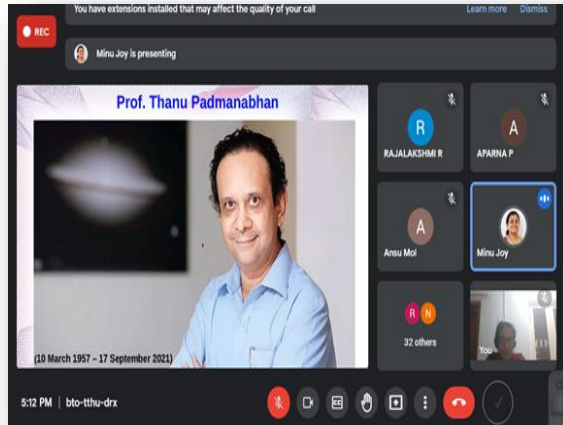 You have extensions installed that may affect the quality of your call
Learn more Dismiss
REC
Minu Joy is presenting
Prof. Thanu Padmanabhan
(10 March 1957 – 17 September 2021)
R
RAJALAKSHMI R
A
APARNA P
A
Ansu Mol
Minu Joy
R N
32 others
You
5:12 PM | bto-tthu-drx
CC